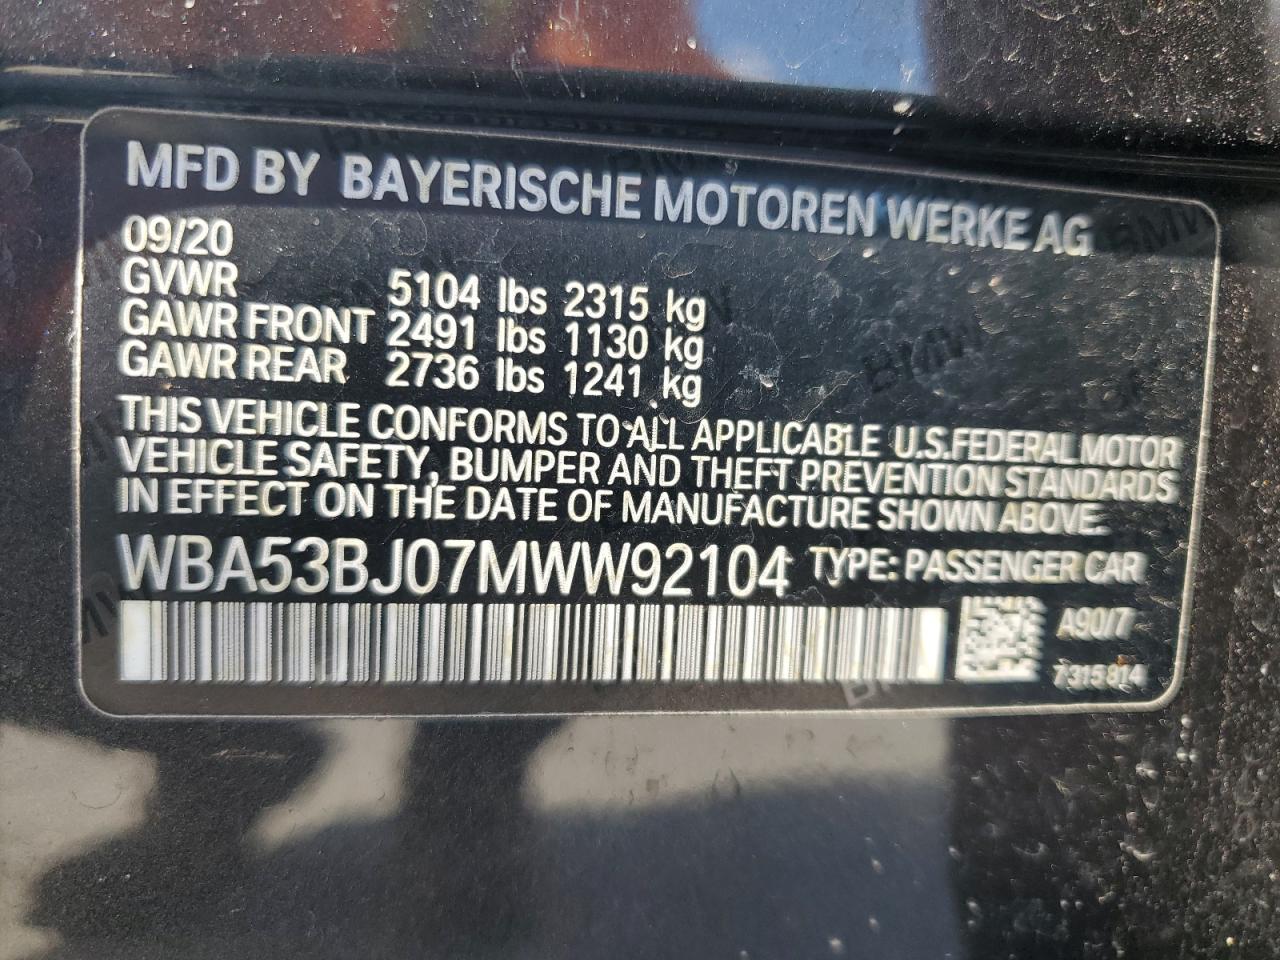 MFD BY BAYERISCHE MOTOREN WERKE AG
09/20
GVWR 5104 lbs 2315 kg
GAWR FRONT 2491 lbs 1130 kg
GAWR REAR 2736 lbs 1241 kg
THIS VEHICLE CONFORMS TO ALL APPLICABLE U.S.FEDERAL MOTOR
VEHICLE SAFETY, BUMPER AND THEFT PREVENTION STANDARDS
IN EFFECT ON THE DATE OF MANUFACTURE SHOWN ABOVE.
WBA53BJ07MWW92104 TYPE: PASSENGER CAR
A90/7
7315814